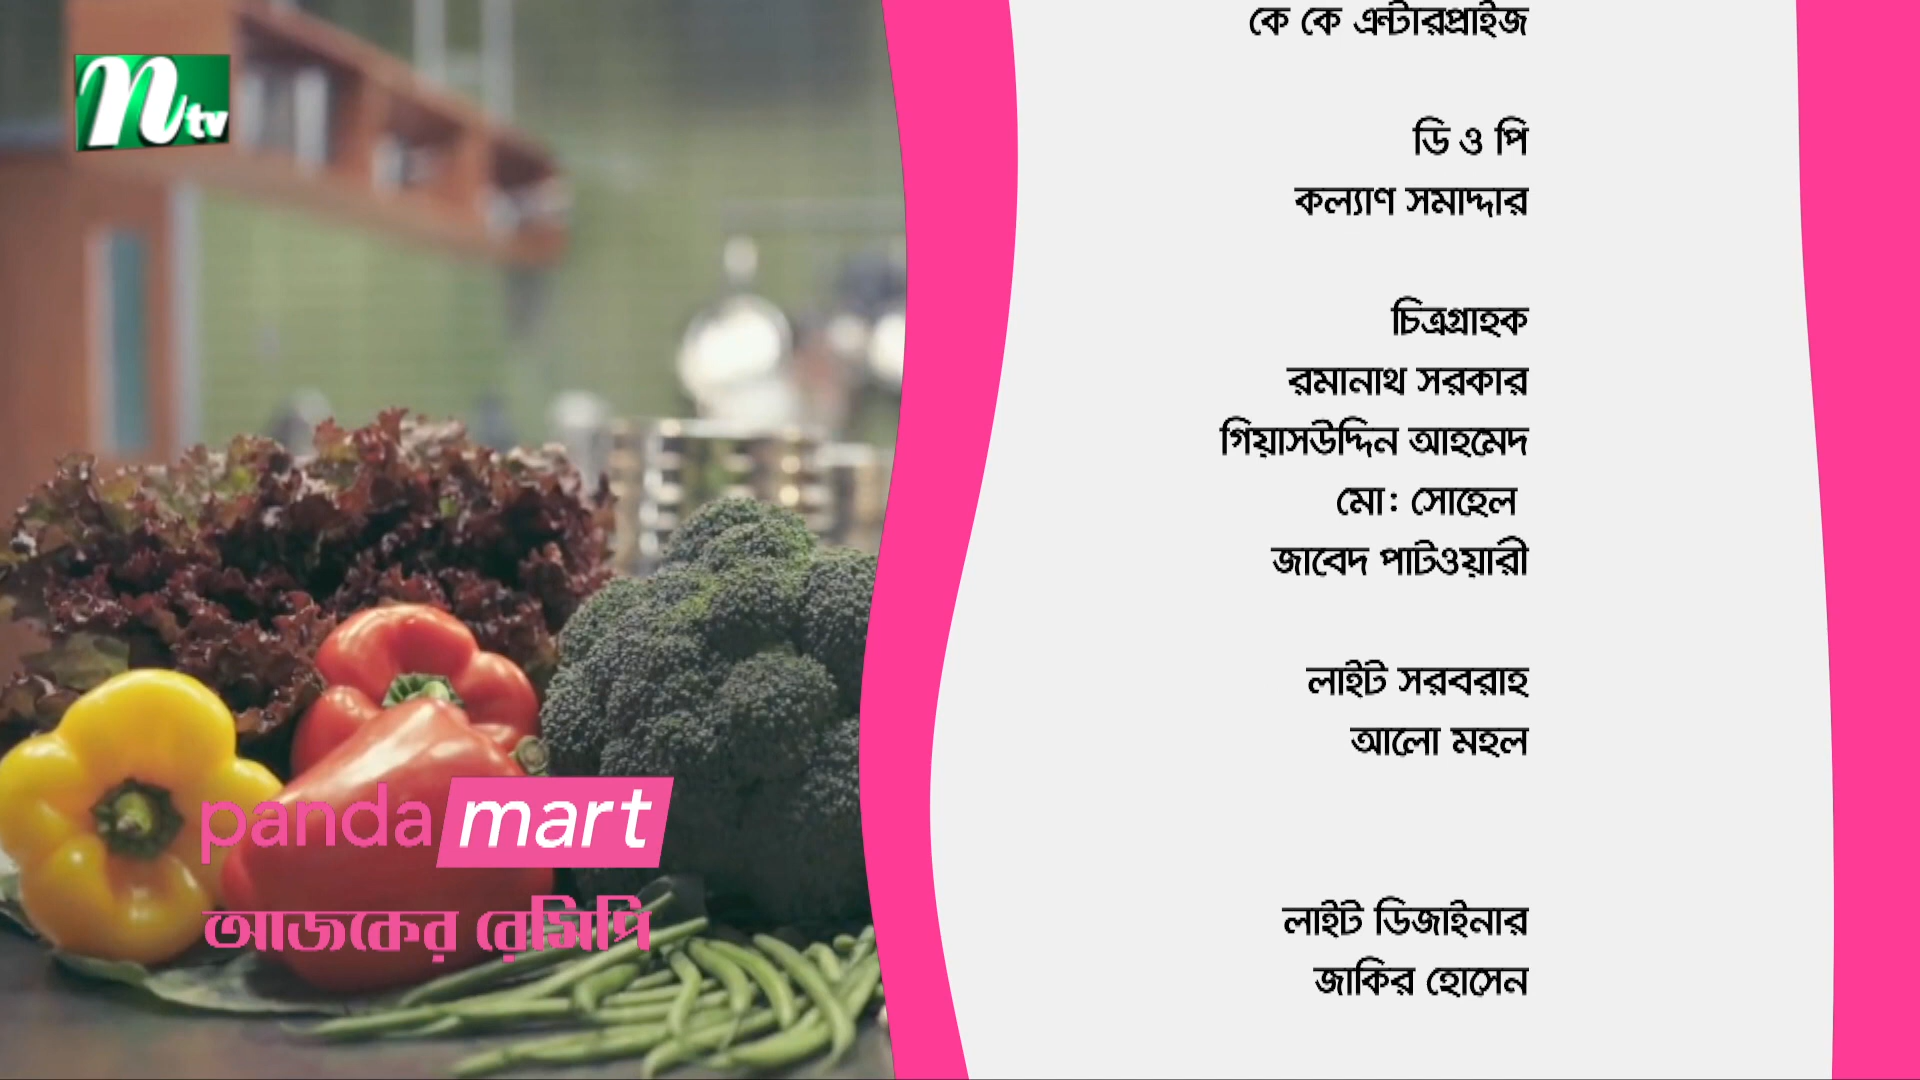 ntv
panda mart
আজকের রেসিপি
কে কে এন্টারপ্রাইজ
ডি ও পি
কল্যাণ সমাদ্দার
চিত্রগ্রাহক
রমানাথ সরকার
গিয়াসউদ্দিন আহমেদ
মো: সোহেল
জাবেদ পাটওয়ারী
লাইট সরবরাহ
আলো মহল
লাইট ডিজাইনার
জাকির হোসেন